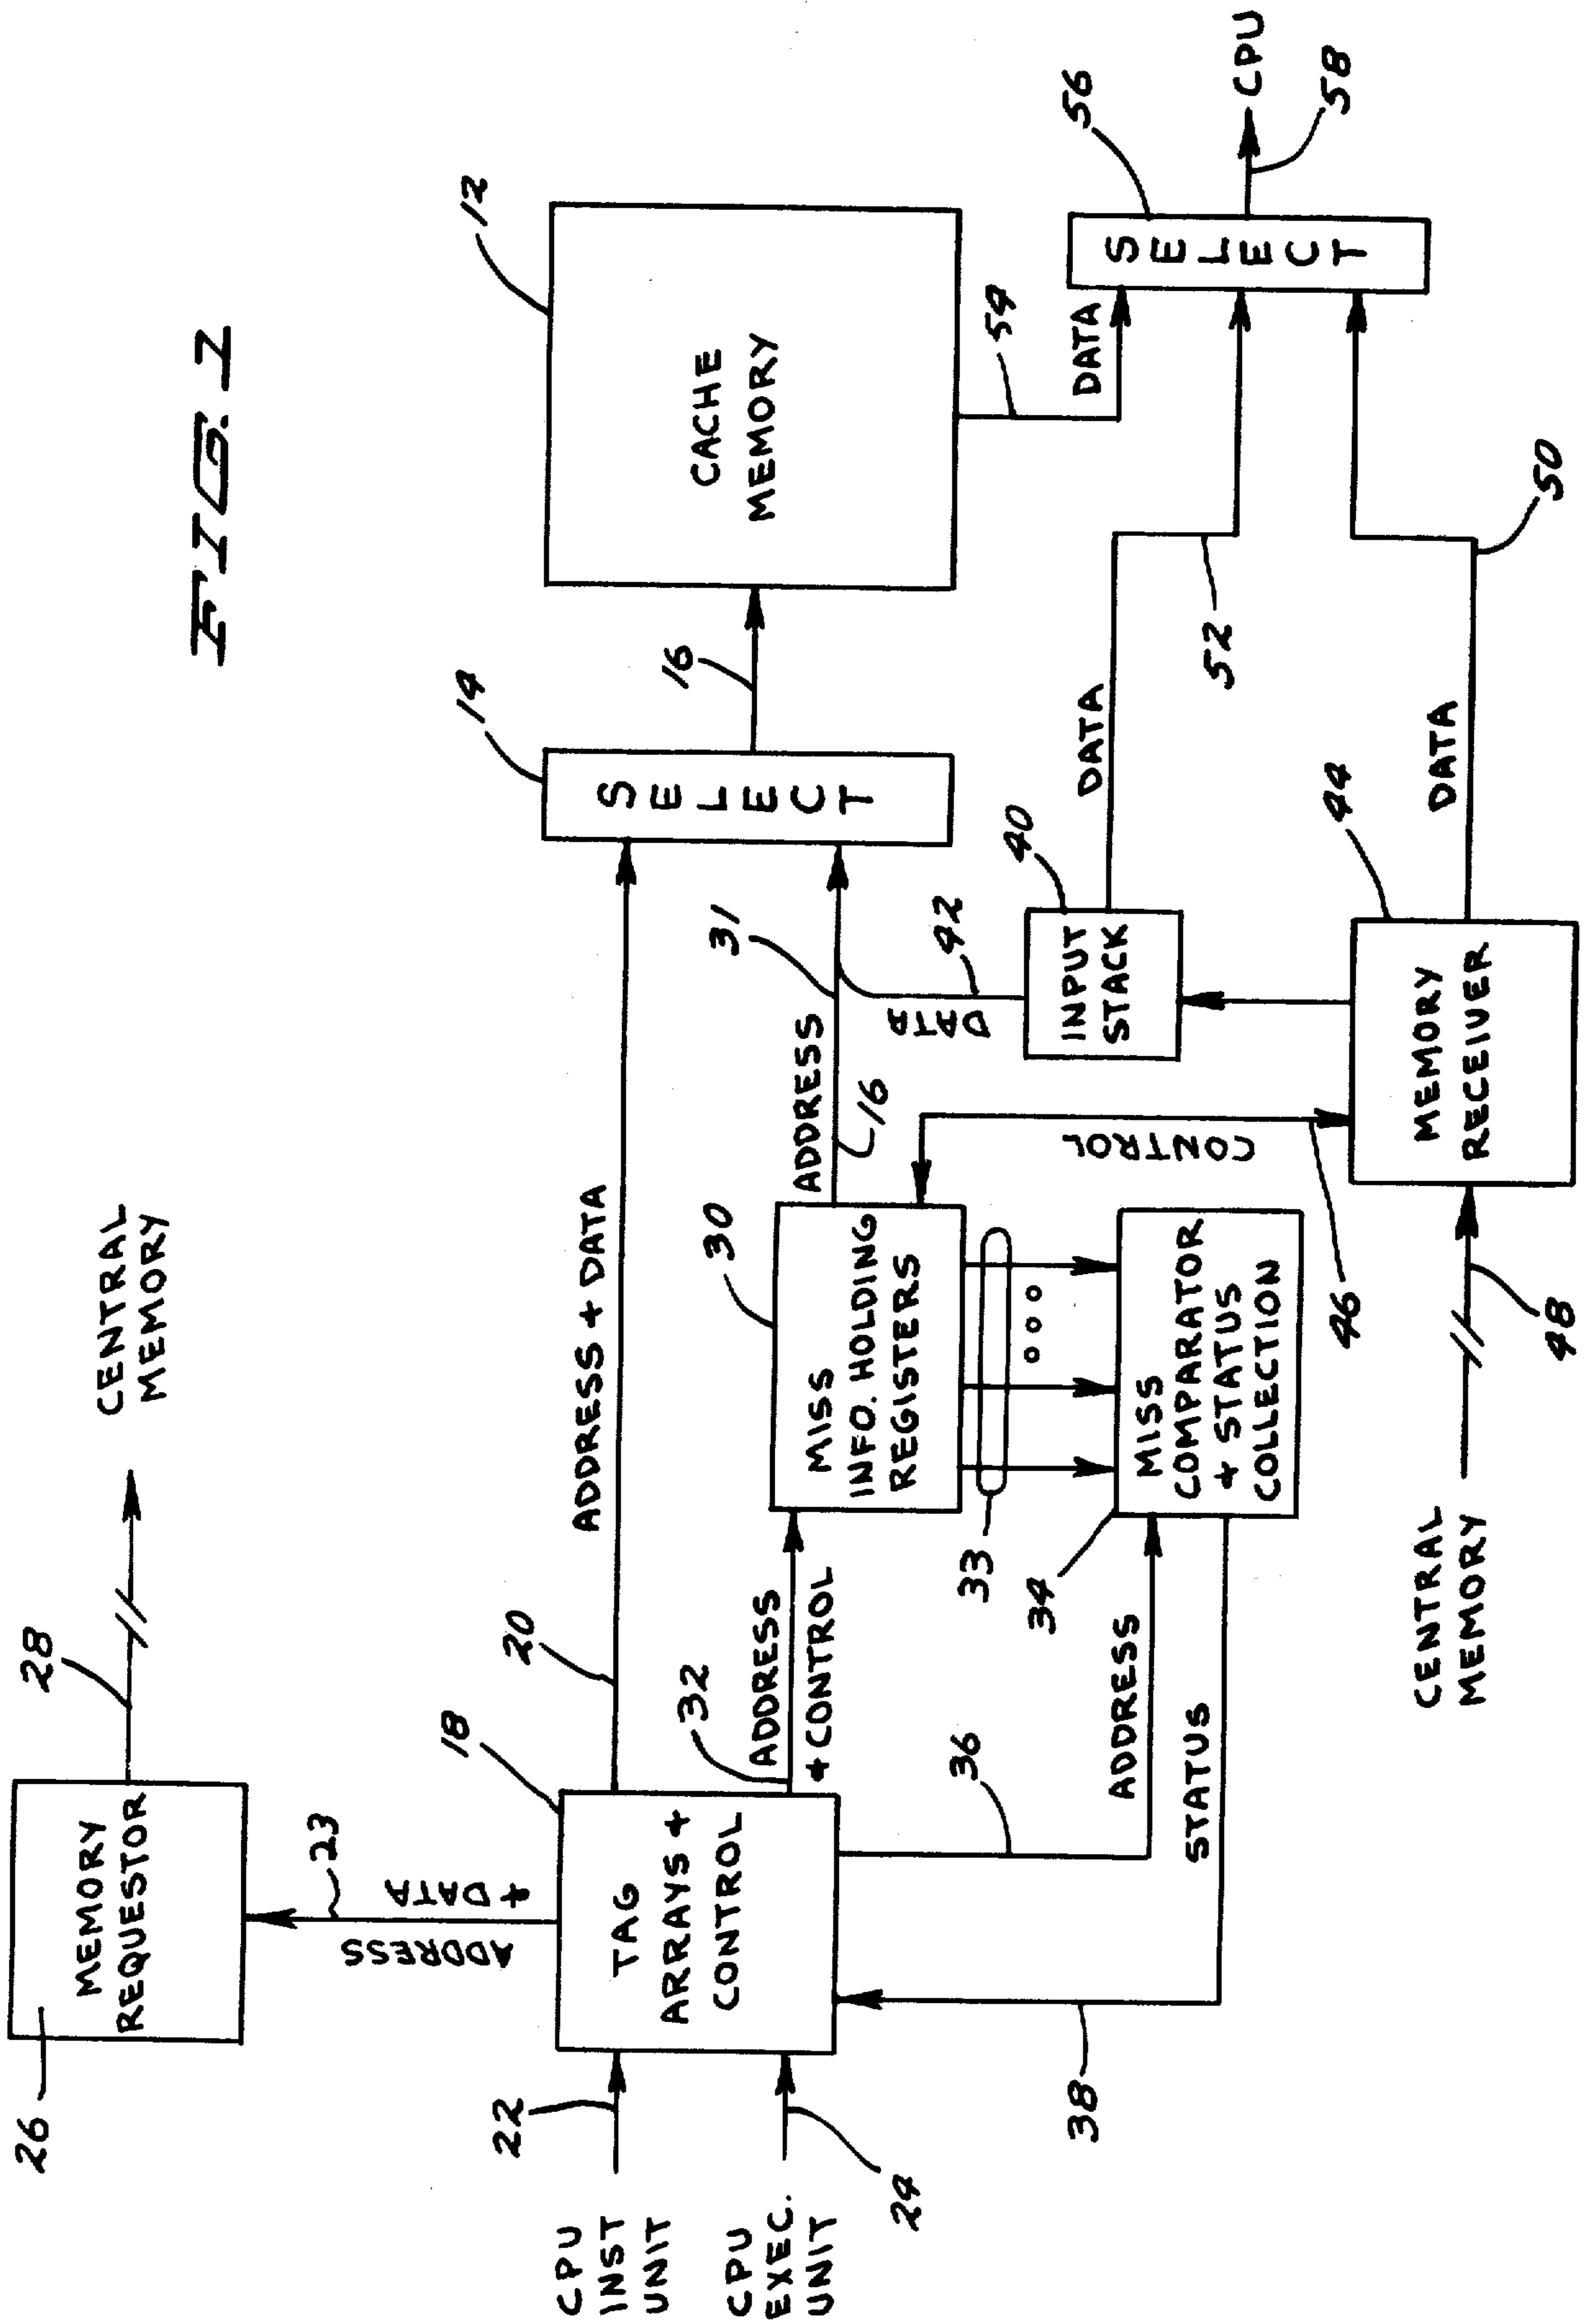 FIG. 1
CENTRAL
MEMORY
28
MEMORY
REQUESTOR
26
23
ADDRESS
+ DATA
CPU
INST
UNIT
22
CPU
EXEC.
UNIT
24
18
TAG
ARRAYS +
CONTROL
20
ADDRESS + DATA
32
ADDRESS
+ CONTROL
36
ADDRESS
STATUS
38
30
MISS
INFO. HOLDING
REGISTERS
33
34
MISS
COMPARATOR
+ STATUS
COLLECTION
ADDRESS
16
31
DATA
42
CONTROL
46
14
SELECT
16
12
CACHE
MEMORY
54
DATA
40
INPUT
STACK
DATA
52
44
MEMORY
RECEIVER
DATA
50
CENTRAL
MEMORY
48
56
SELECT
CPU
58